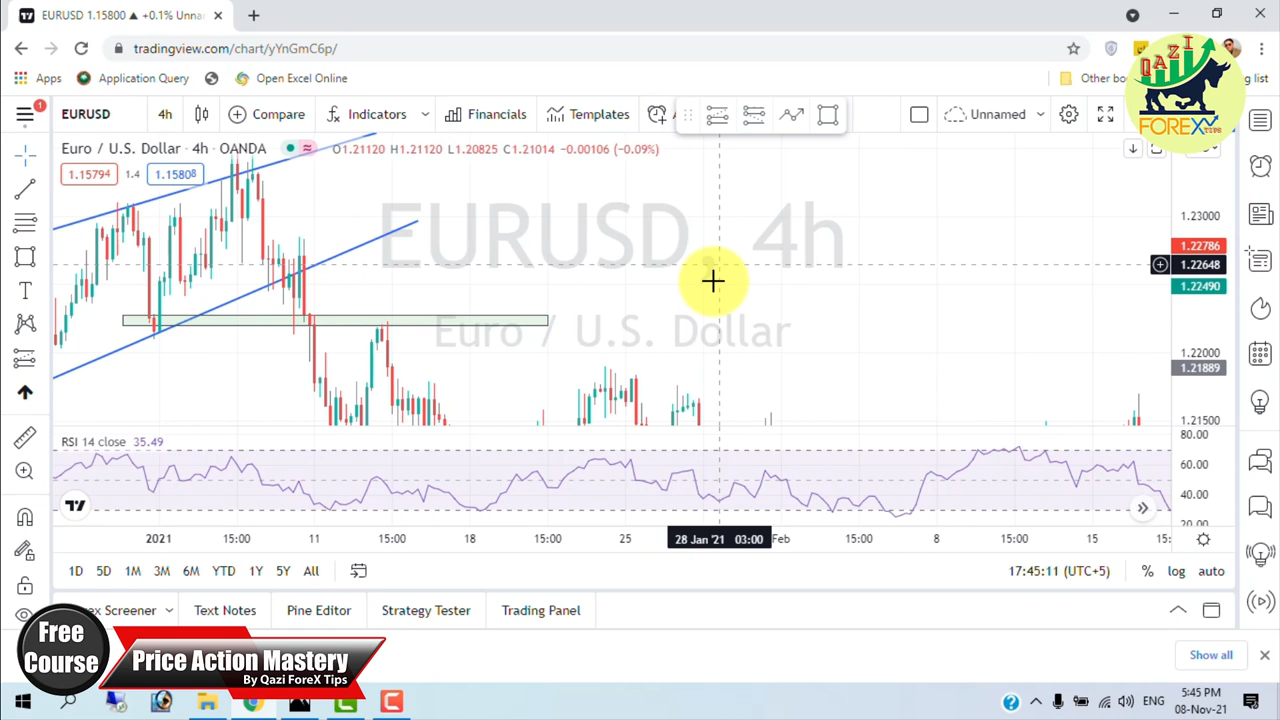 EURUSD 1.15800 ▲ +0.1% Unna
tradingview.com/chart/yYnGmC6p/
Apps Application Query Open Excel Online Other bo
QAZI
FOREX
TIPS
1 EURUSD 4h Compare Indicators Financials Templates Unnamed
Euro / U.S. Dollar · 4h · OANDA O1.21120 H1.21120 L1.20825 C1.21014 −0.00106 (−0.09%)
1.15794 1.4 1.15808
EURUSD, 4h
Euro / U.S. Dollar
1.23000
1.22786
1.22648
1.22490
1.22000
1.21889
1.21500
RSI 14 close 35.49
80.00
60.00
40.00
20.00
2021 15:00 11 15:00 18 15:00 25 28 Jan '21 03:00 Feb 15:00 8 15:00 15 15:
1D 5D 1M 3M 6M YTD 1Y 5Y All 17:45:11 (UTC+5) % log auto
Screener Text Notes Pine Editor Strategy Tester Trading Panel
Free
Course
Price Action Mastery
By Qazi ForeX Tips
Show all
ENG
5:45 PM
08-Nov-21